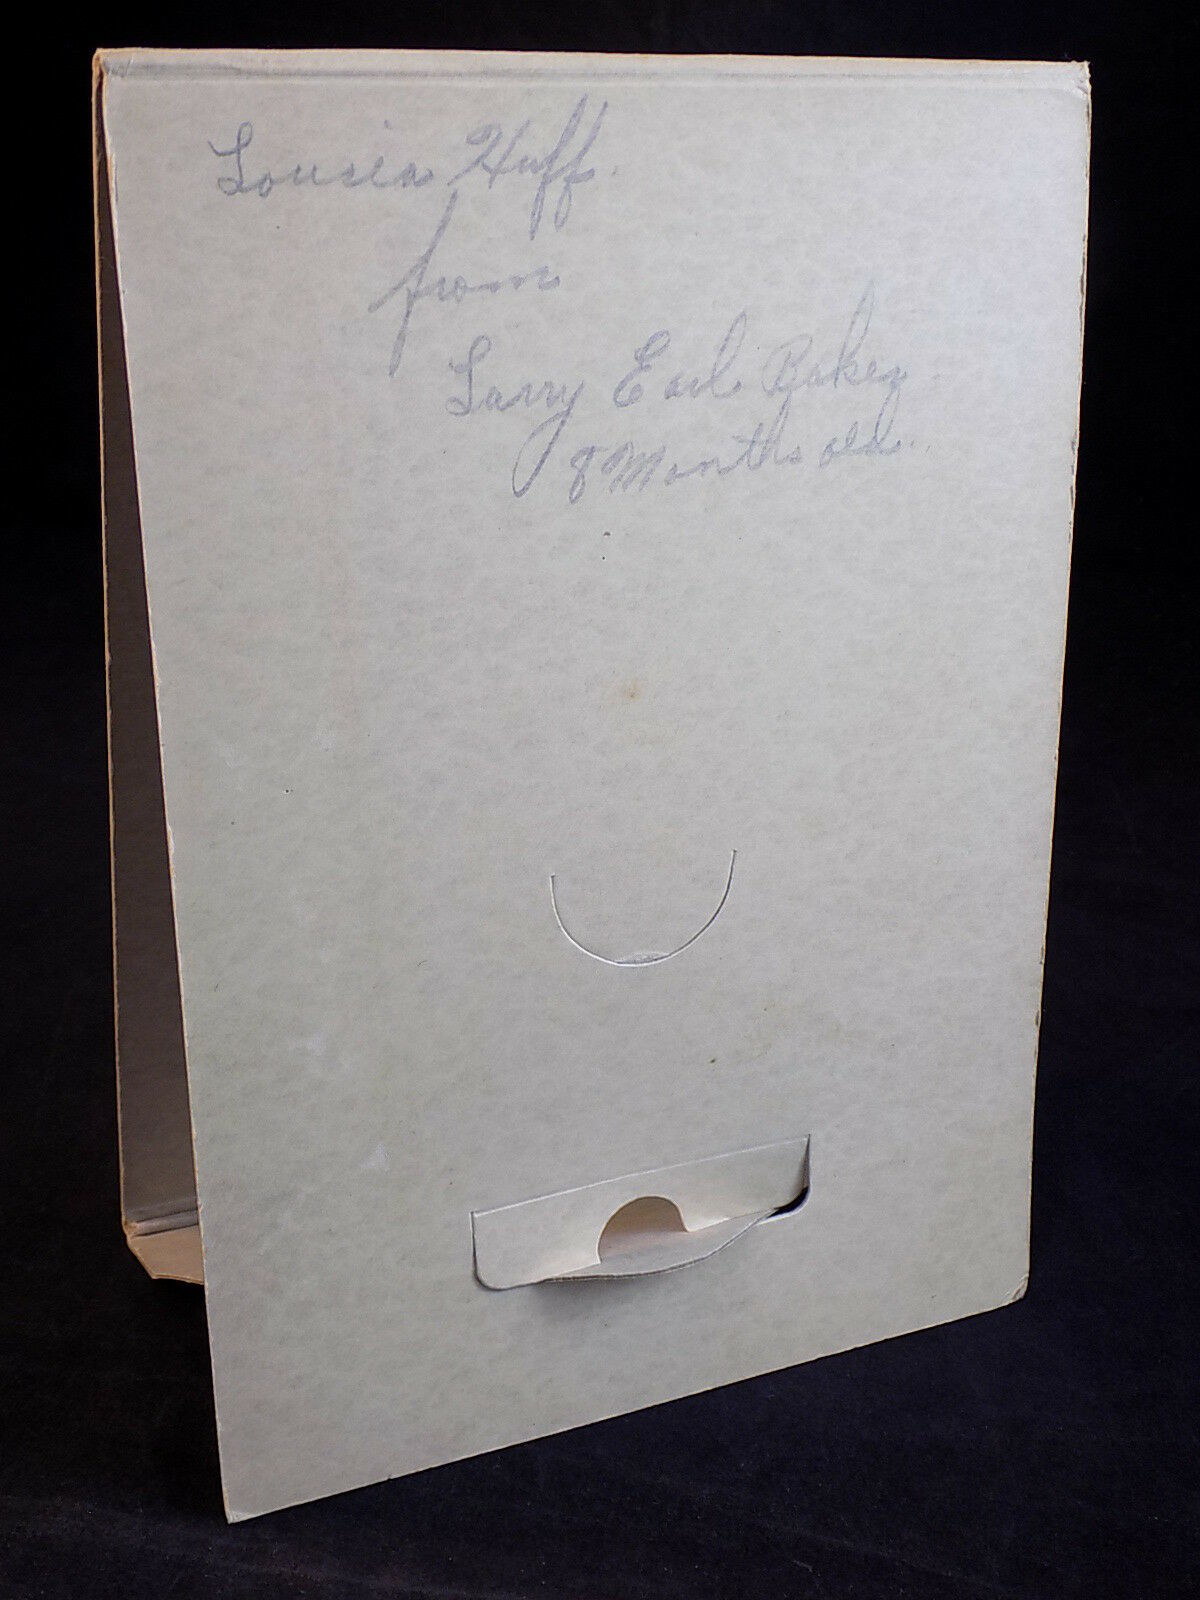 Lousia Huff.
from
Larry Earl Baker
8 Months old.